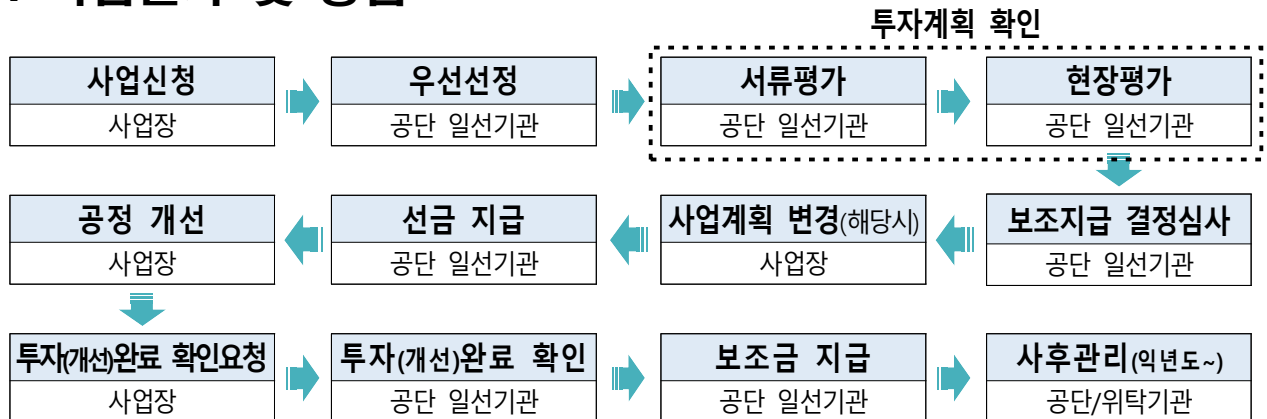 투자계획 확인
사업신청
사업장
우선선정
공단 일선기관
서류평가
공단 일선기관
현장평가
공단 일선기관
보조지급 결정심사
공단 일선기관
사업계획 변경(해당시)
사업장
선금 지급
공단 일선기관
공정 개선
사업장
투자(개선)완료 확인요청
사업장
투자(개선)완료 확인
공단 일선기관
보조금 지급
공단 일선기관
사후관리(익년도~)
공단/위탁기관